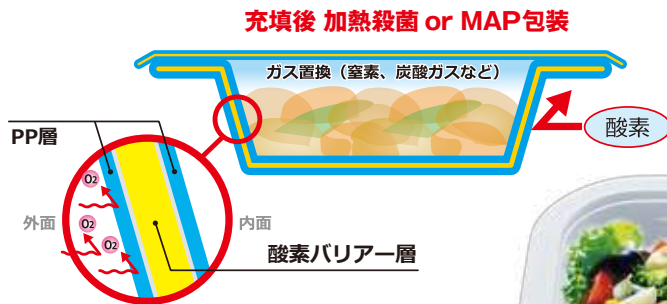 充填後 加熱殺菌 or MAP包装
ガス置換（窒素、炭酸ガスなど）
酸素
PP層
O2
外面
O2
O2
内面
酸素バリアー層